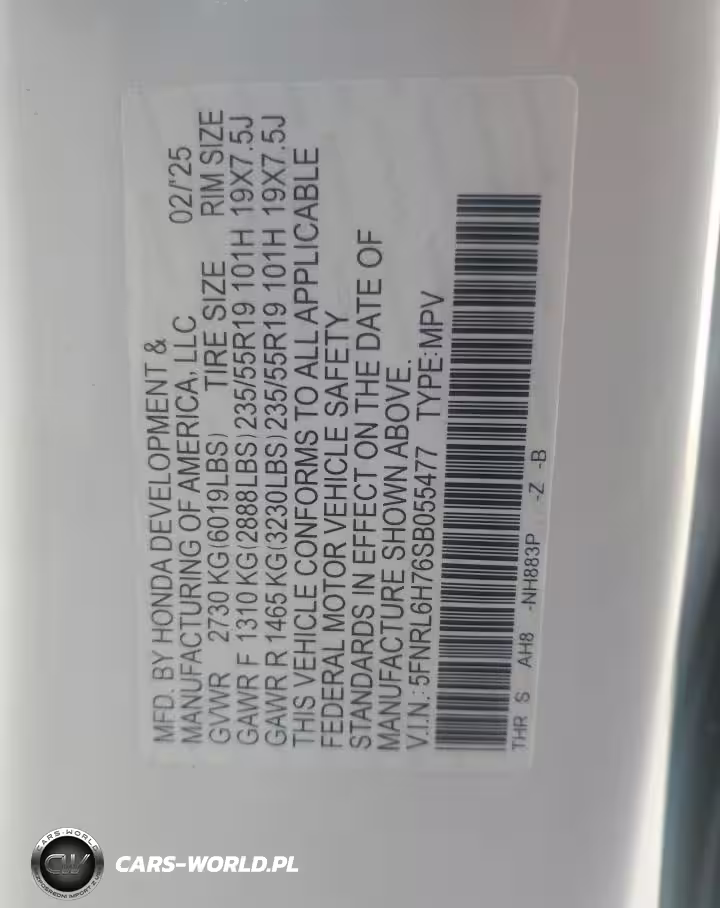 MFD. BY HONDA DEVELOPMENT &
MANUFACTURING OF AMERICA, LLC 02/'25
GVWR 2730 KG(6019LBS) TIRE SIZE RIM SIZE
GAWR F 1310 KG(2888LBS)235/55R19 101H 19X7.5J
GAWR R 1465 KG(3230LBS)235/55R19 101H 19X7.5J
THIS VEHICLE CONFORMS TO ALL APPLICABLE
FEDERAL MOTOR VEHICLE SAFETY
STANDARDS IN EFFECT ON THE DATE OF
MANUFACTURE SHOWN ABOVE.
V.I.N.: 5FNRL6H76SB055477 TYPE:MPV
THR S AH8 -NH883P -Z -B
CARS-WORLD
CW
CARS-WORLD.PL